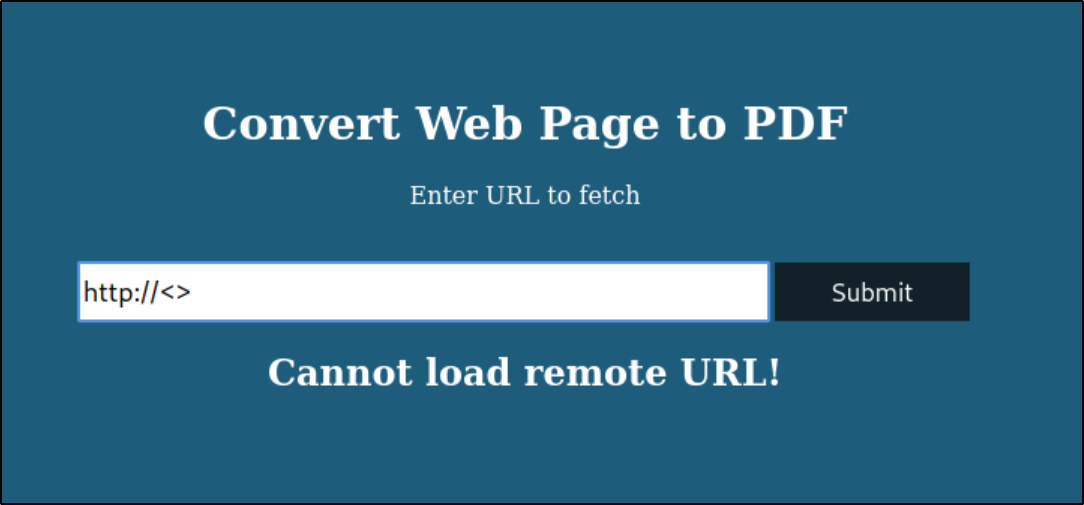 Convert Web Page to PDF
Enter URL to fetch
http://<> Submit
Cannot load remote URL!